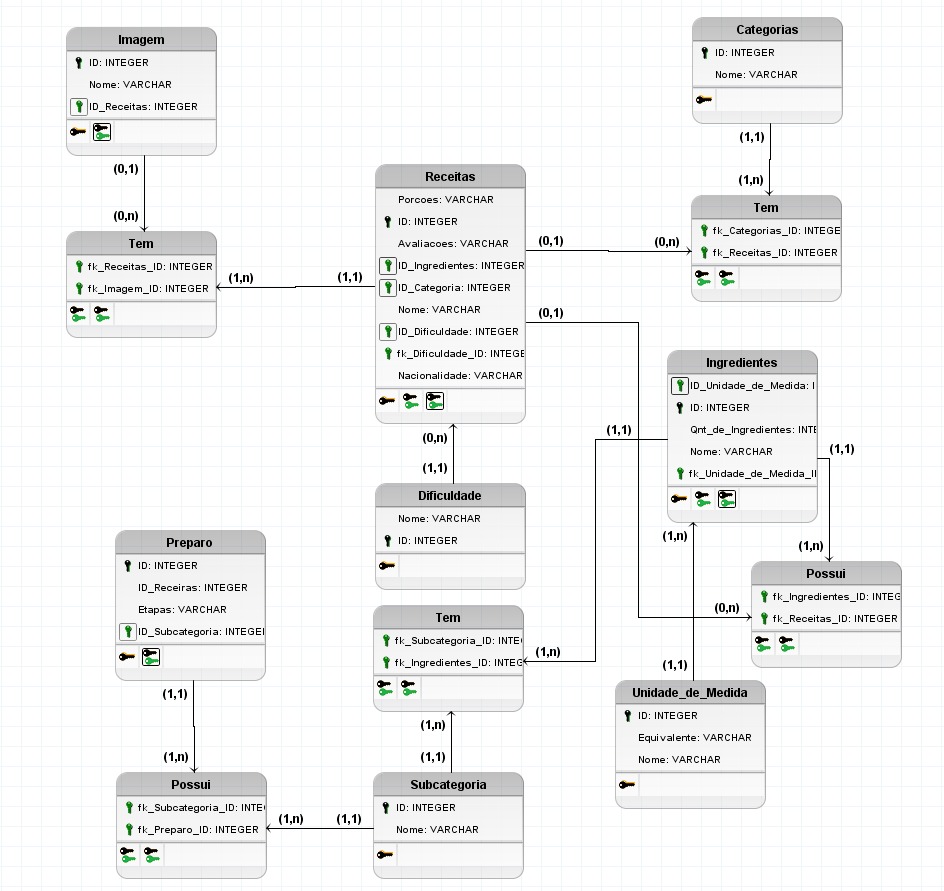 Imagem
ID: INTEGER
Nome: VARCHAR
ID_Receitas: INTEGER
(0,1)
(0,n)
Tem
fk_Receitas_ID: INTEGER
fk_Imagem_ID: INTEGER
(1,n)
(1,1)
Receitas
Porcoes: VARCHAR
ID: INTEGER
Avaliacoes: VARCHAR
ID_Ingredientes: INTEGER
ID_Categoria: INTEGER
Nome: VARCHAR
ID_Dificuldade: INTEGER
fk_Dificuldade_ID: INTEGE
Nacionalidade: VARCHAR
(0,1)
(0,n)
(0,1)
Categorias
ID: INTEGER
Nome: VARCHAR
(1,1)
(1,n)
Tem
fk_Categorias_ID: INTEGE
fk_Receitas_ID: INTEGER
Ingredientes
ID_Unidade_de_Medida: I
ID: INTEGER
Qnt_de_Ingredientes: INTE
Nome: VARCHAR
fk_Unidade_de_Medida_II
(1,1)
(1,1)
(1,n)
(1,n)
Possui
fk_Ingredientes_ID: INTEG
fk_Receitas_ID: INTEGER
(0,n)
(0,n)
(1,1)
Dificuldade
Nome: VARCHAR
ID: INTEGER
Preparo
ID: INTEGER
ID_Receiras: INTEGER
Etapas: VARCHAR
ID_Subcategoria: INTEGEI
(1,1)
(1,n)
Tem
fk_Subcategoria_ID: INTE
fk_Ingredientes_ID: INTEG
(1,n)
(1,n)
(1,1)
(1,1)
Unidade_de_Medida
ID: INTEGER
Equivalente: VARCHAR
Nome: VARCHAR
Possui
fk_Subcategoria_ID: INTE
fk_Preparo_ID: INTEGER
(1,n)
(1,1)
Subcategoria
ID: INTEGER
Nome: VARCHAR